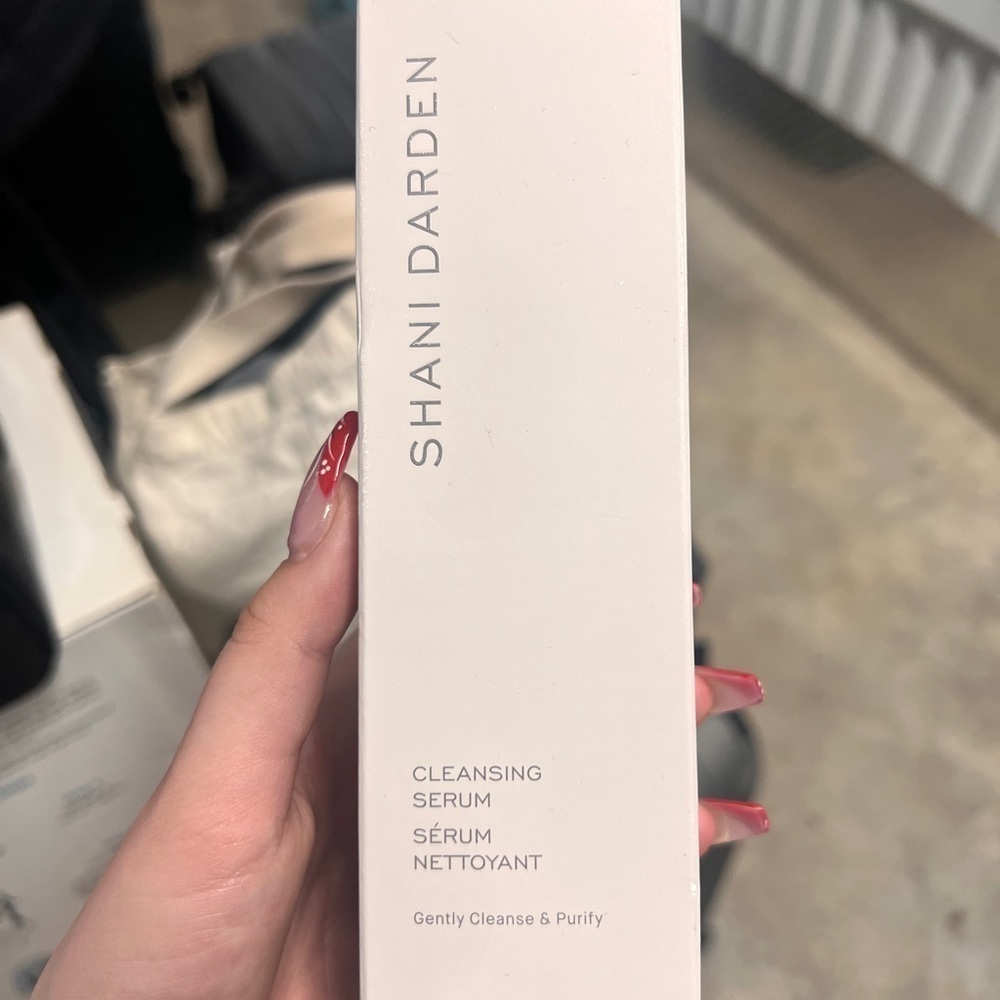 SHANI DARDEN
CLEANSING
SERUM
SÉRUM
NETTOYANT
Gently Cleanse & Purify